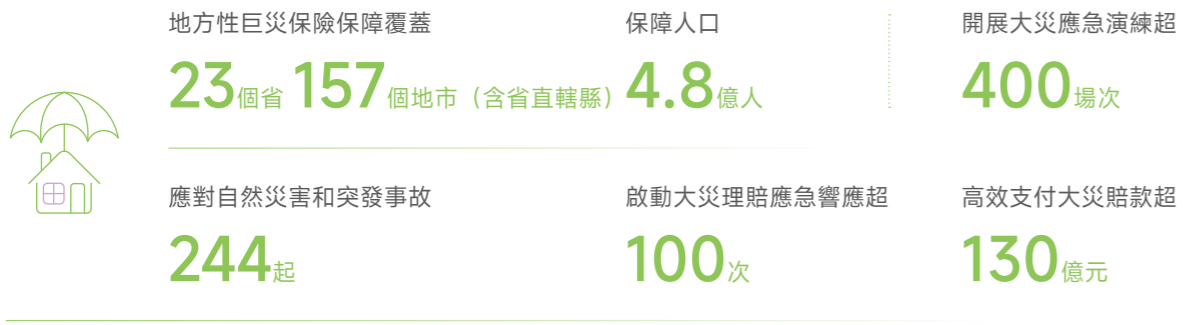 地方性巨災保險保障覆蓋
23個省 157個地市（含省直轄縣）
保障人口
4.8億人
開展大災應急演練超
400場次
應對自然災害和突發事故
244起
啟動大災理賠應急響應超
100次
高效支付大災賠款超
130億元